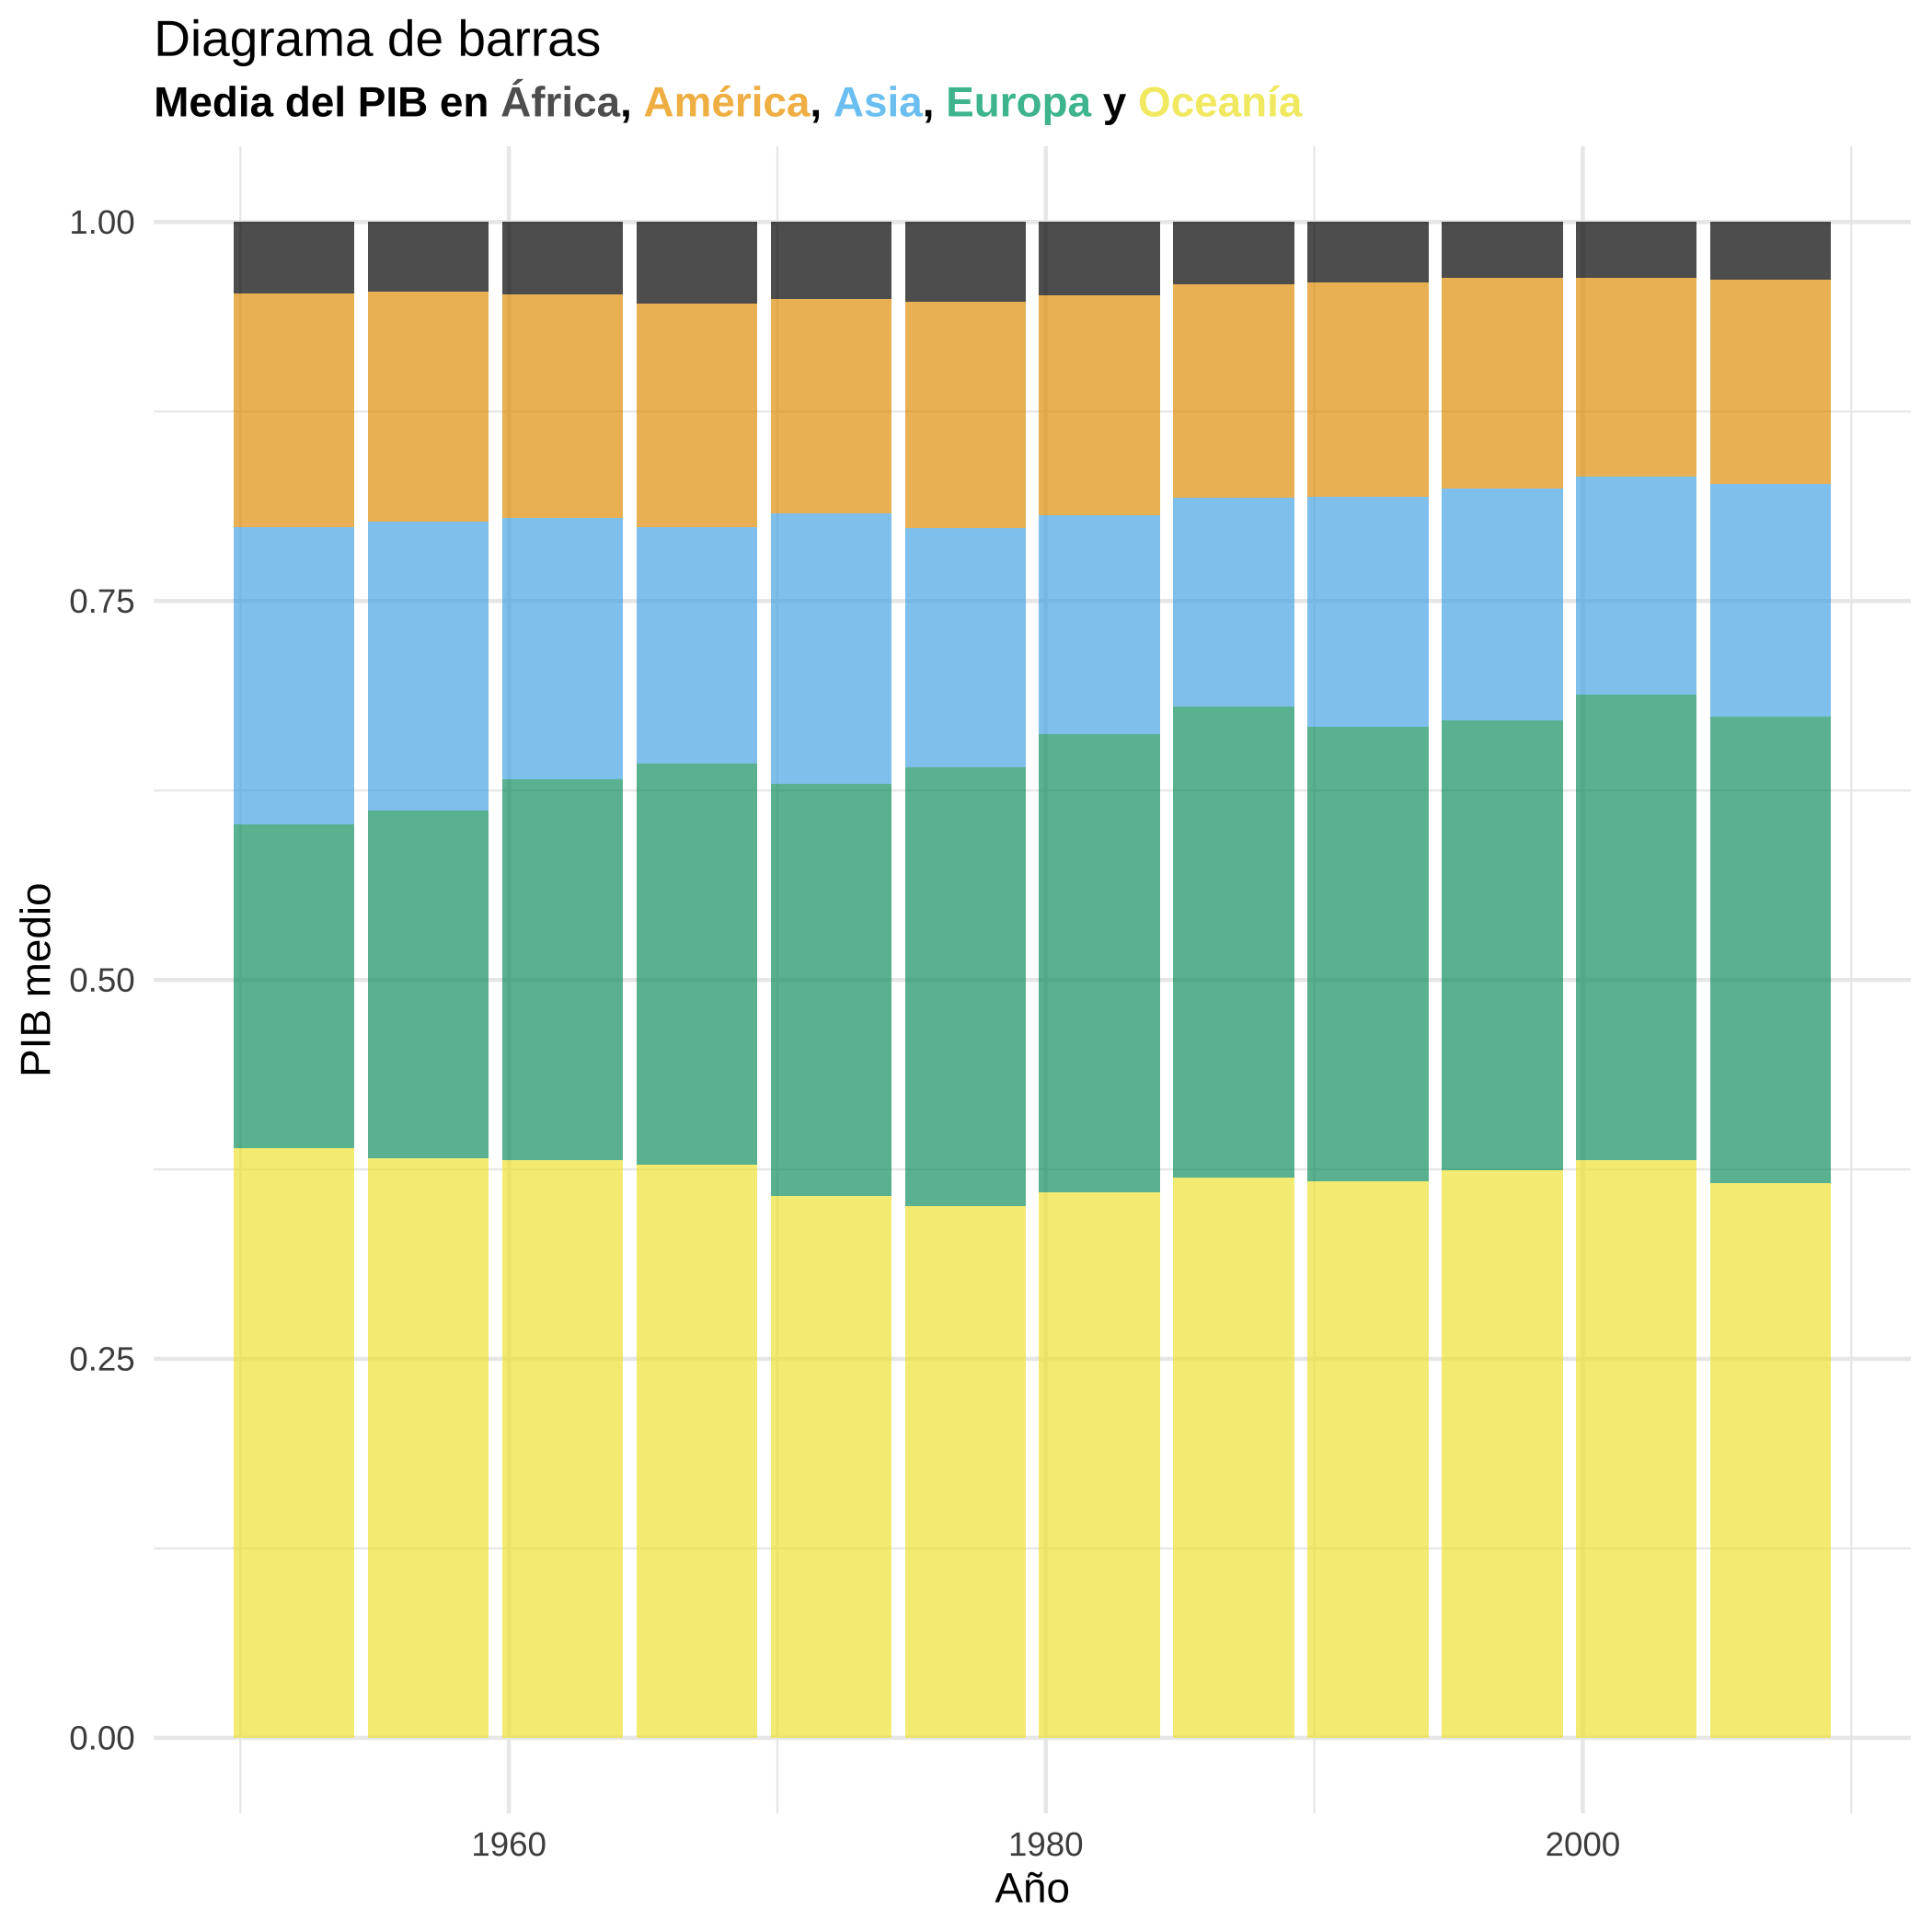 Diagrama de barras
Media del PIB en África, América, Asia, Europa y Oceanía
1.00
0.75
0.50
0.25
0.00
PIB medio
1960
1980
2000
Año